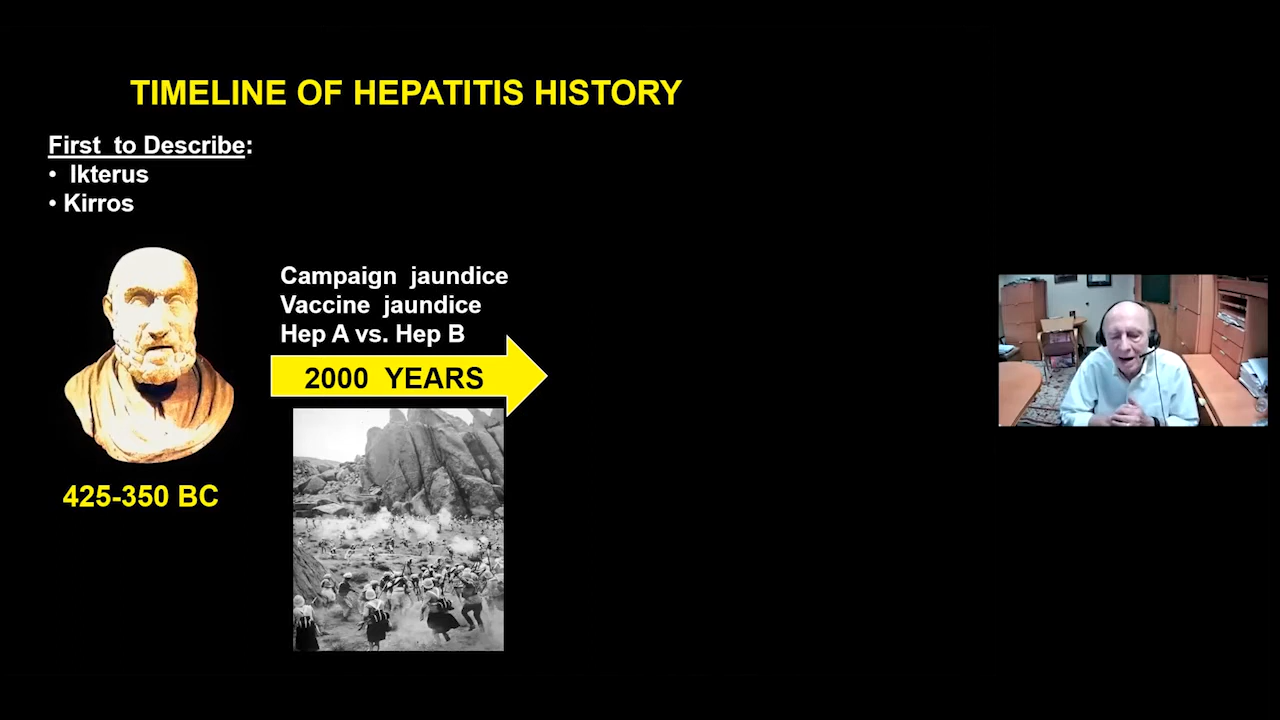 TIMELINE OF HEPATITIS HISTORY
First to Describe:
• Ikterus
• Kirros
Campaign jaundice
Vaccine jaundice
Hep A vs. Hep B
2000 YEARS
425-350 BC